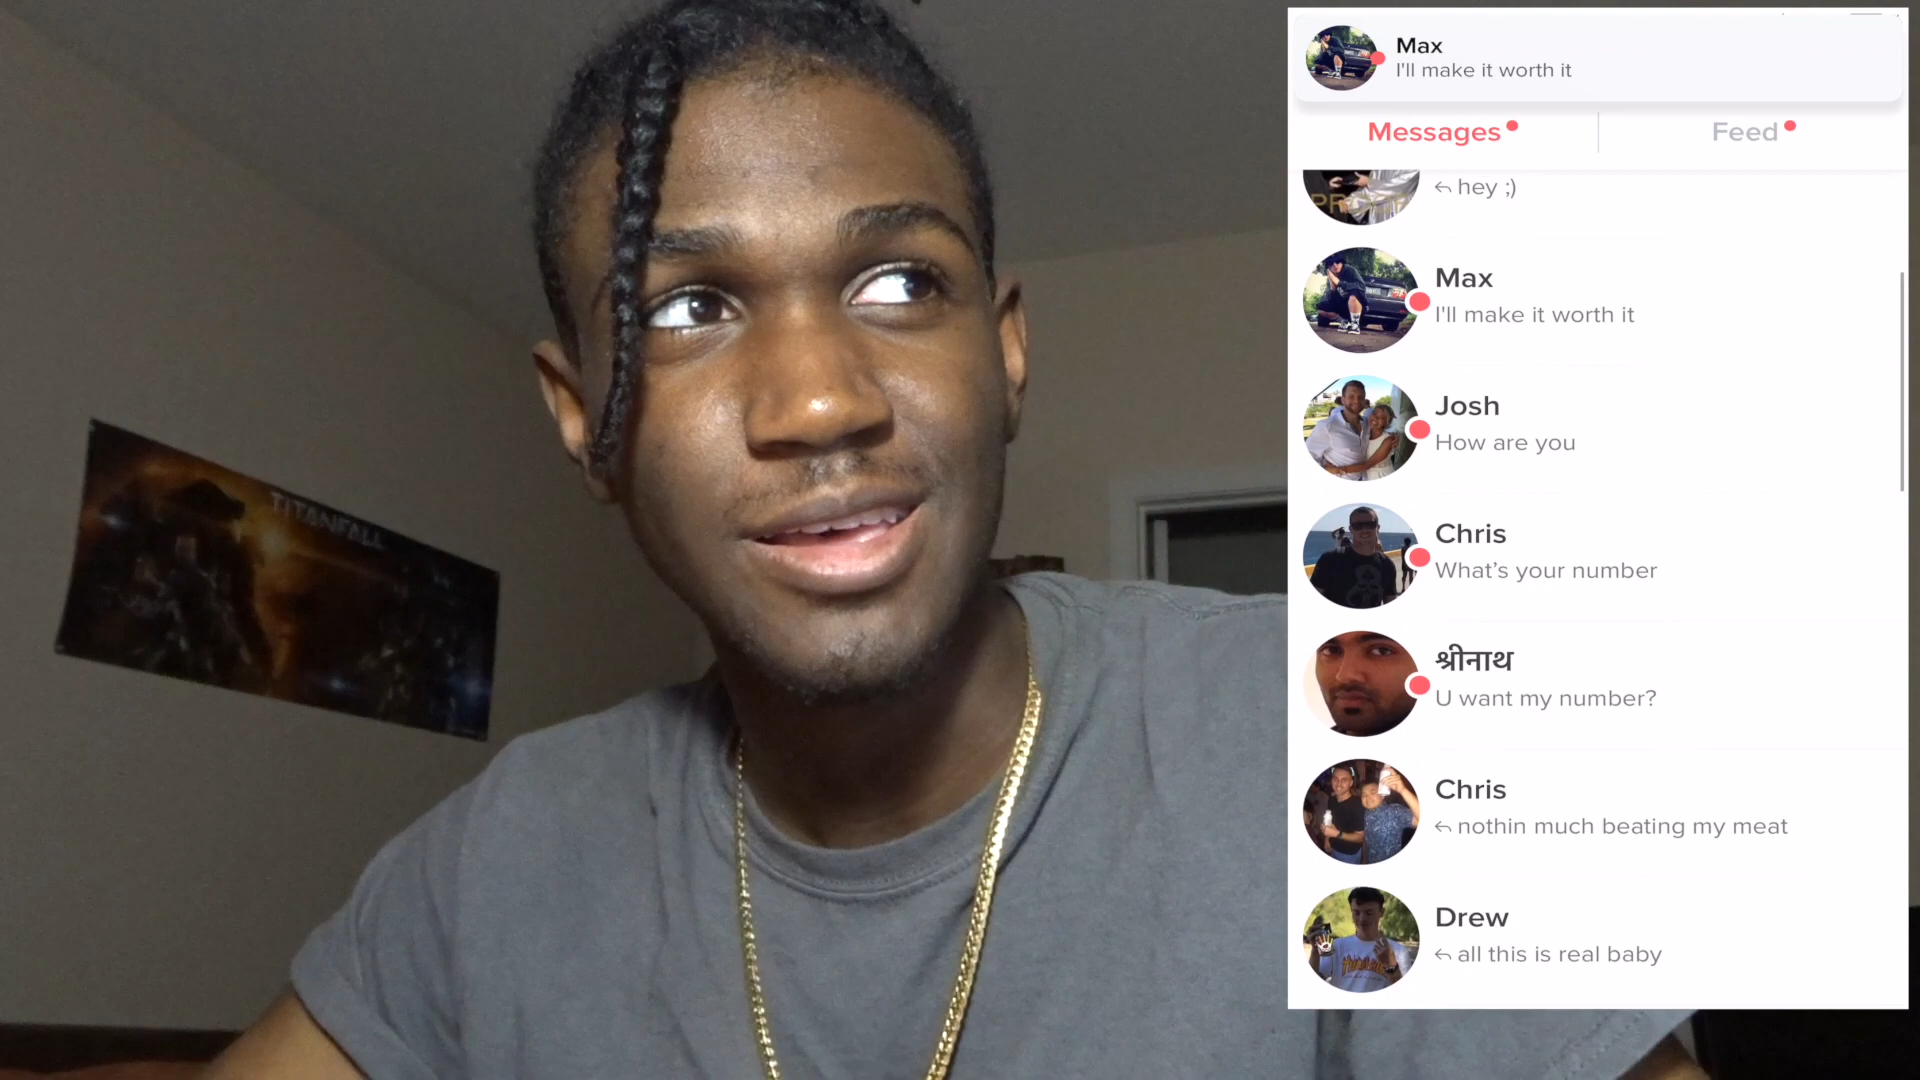 Max
I'll make it worth it
Messages
Feed
hey ;)
Max
I'll make it worth it
Josh
How are you
Chris
What's your number
श्रीनाथ
U want my number?
Chris
nothin much beating my meat
Drew
all this is real baby
TITANFALL